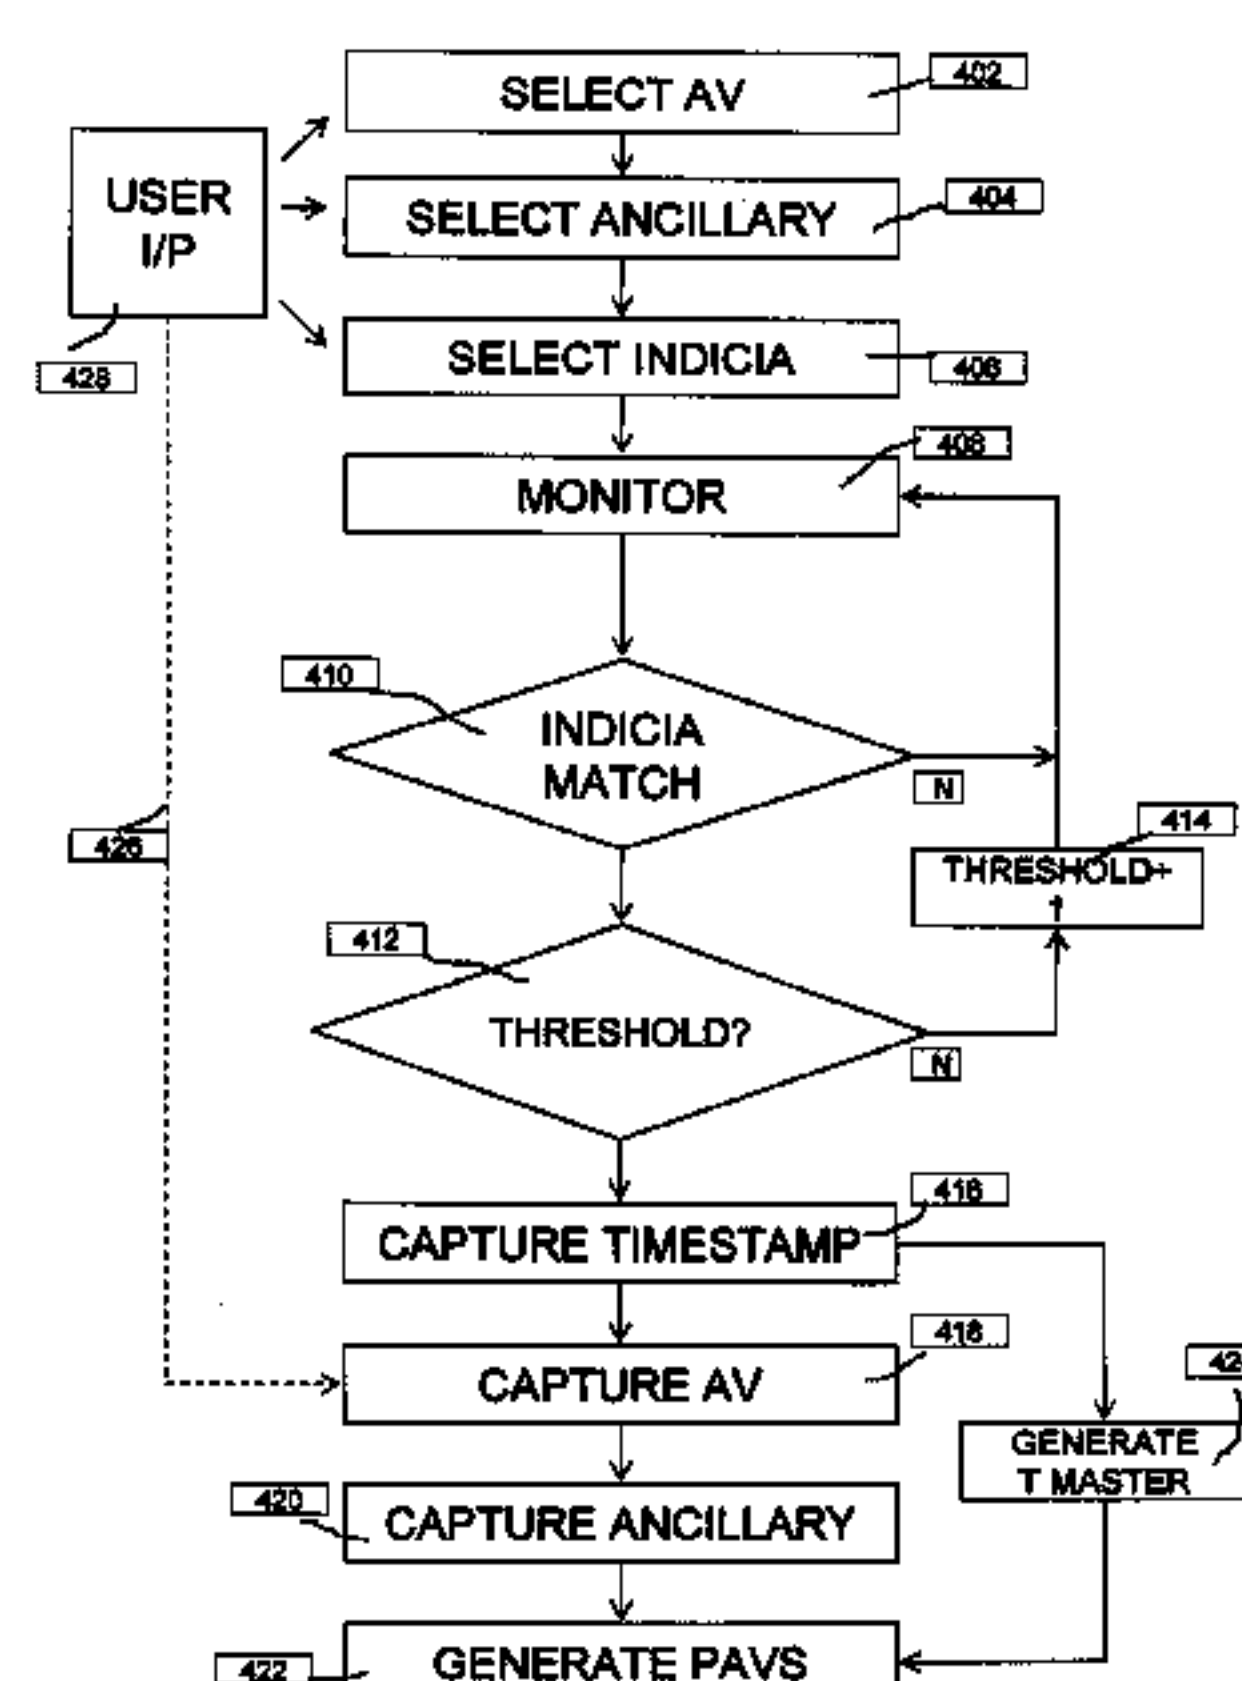 SELECT AV
402
USER
I/P
SELECT ANCILLARY
404
428
SELECT INDICIA
406
MONITOR
408
410
INDICIA
MATCH
N
426
414
THRESHOLD+
1
412
THRESHOLD?
N
416
CAPTURE TIMESTAMP
418
CAPTURE AV
GENERATE
T MASTER
420
CAPTURE ANCILLARY
422
GENERATE PAVS